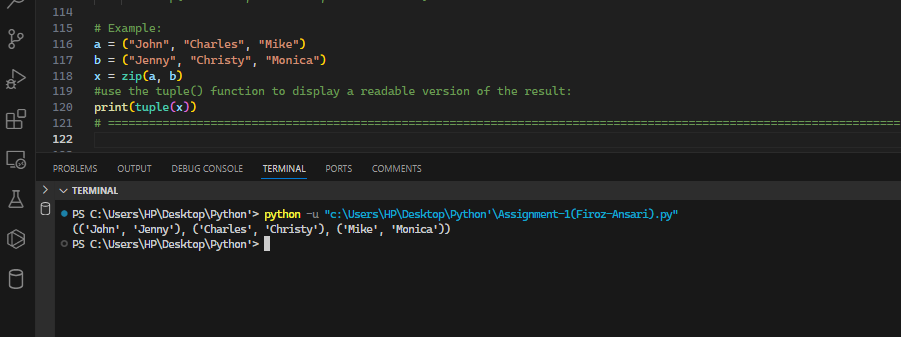 114
115 # Example:
116 a = ("John", "Charles", "Mike")
117 b = ("Jenny", "Christy", "Monica")
118 x = zip(a, b)
119 #use the tuple() function to display a readable version of the result:
120 print(tuple(x))
121 # ====================================================================================================================
122
PROBLEMS OUTPUT DEBUG CONSOLE TERMINAL PORTS COMMENTS
TERMINAL
PS C:\Users\HP\Desktop\Python'> python -u "c:\Users\HP\Desktop\Python'\Assignment-1(Firoz-Ansari).py"
(('John', 'Jenny'), ('Charles', 'Christy'), ('Mike', 'Monica'))
PS C:\Users\HP\Desktop\Python'>